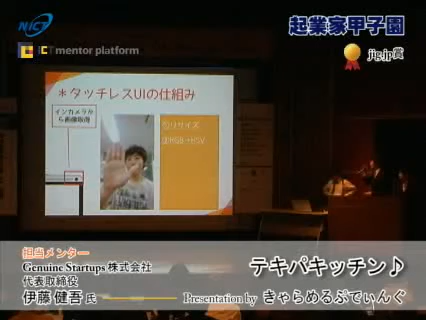 NICT
ICT mentor platform
起業家甲子園
jig.jp賞
＊タッチレスUIの仕組み
インカメラか
ら画像取得
①リサイズ
②RGB→HSV
担当メンター
Genuine Startups 株式会社
代表取締役
伊藤 健吾 氏
テキパキッチン♪
Presentation by きゃらめるぷでぃんぐ